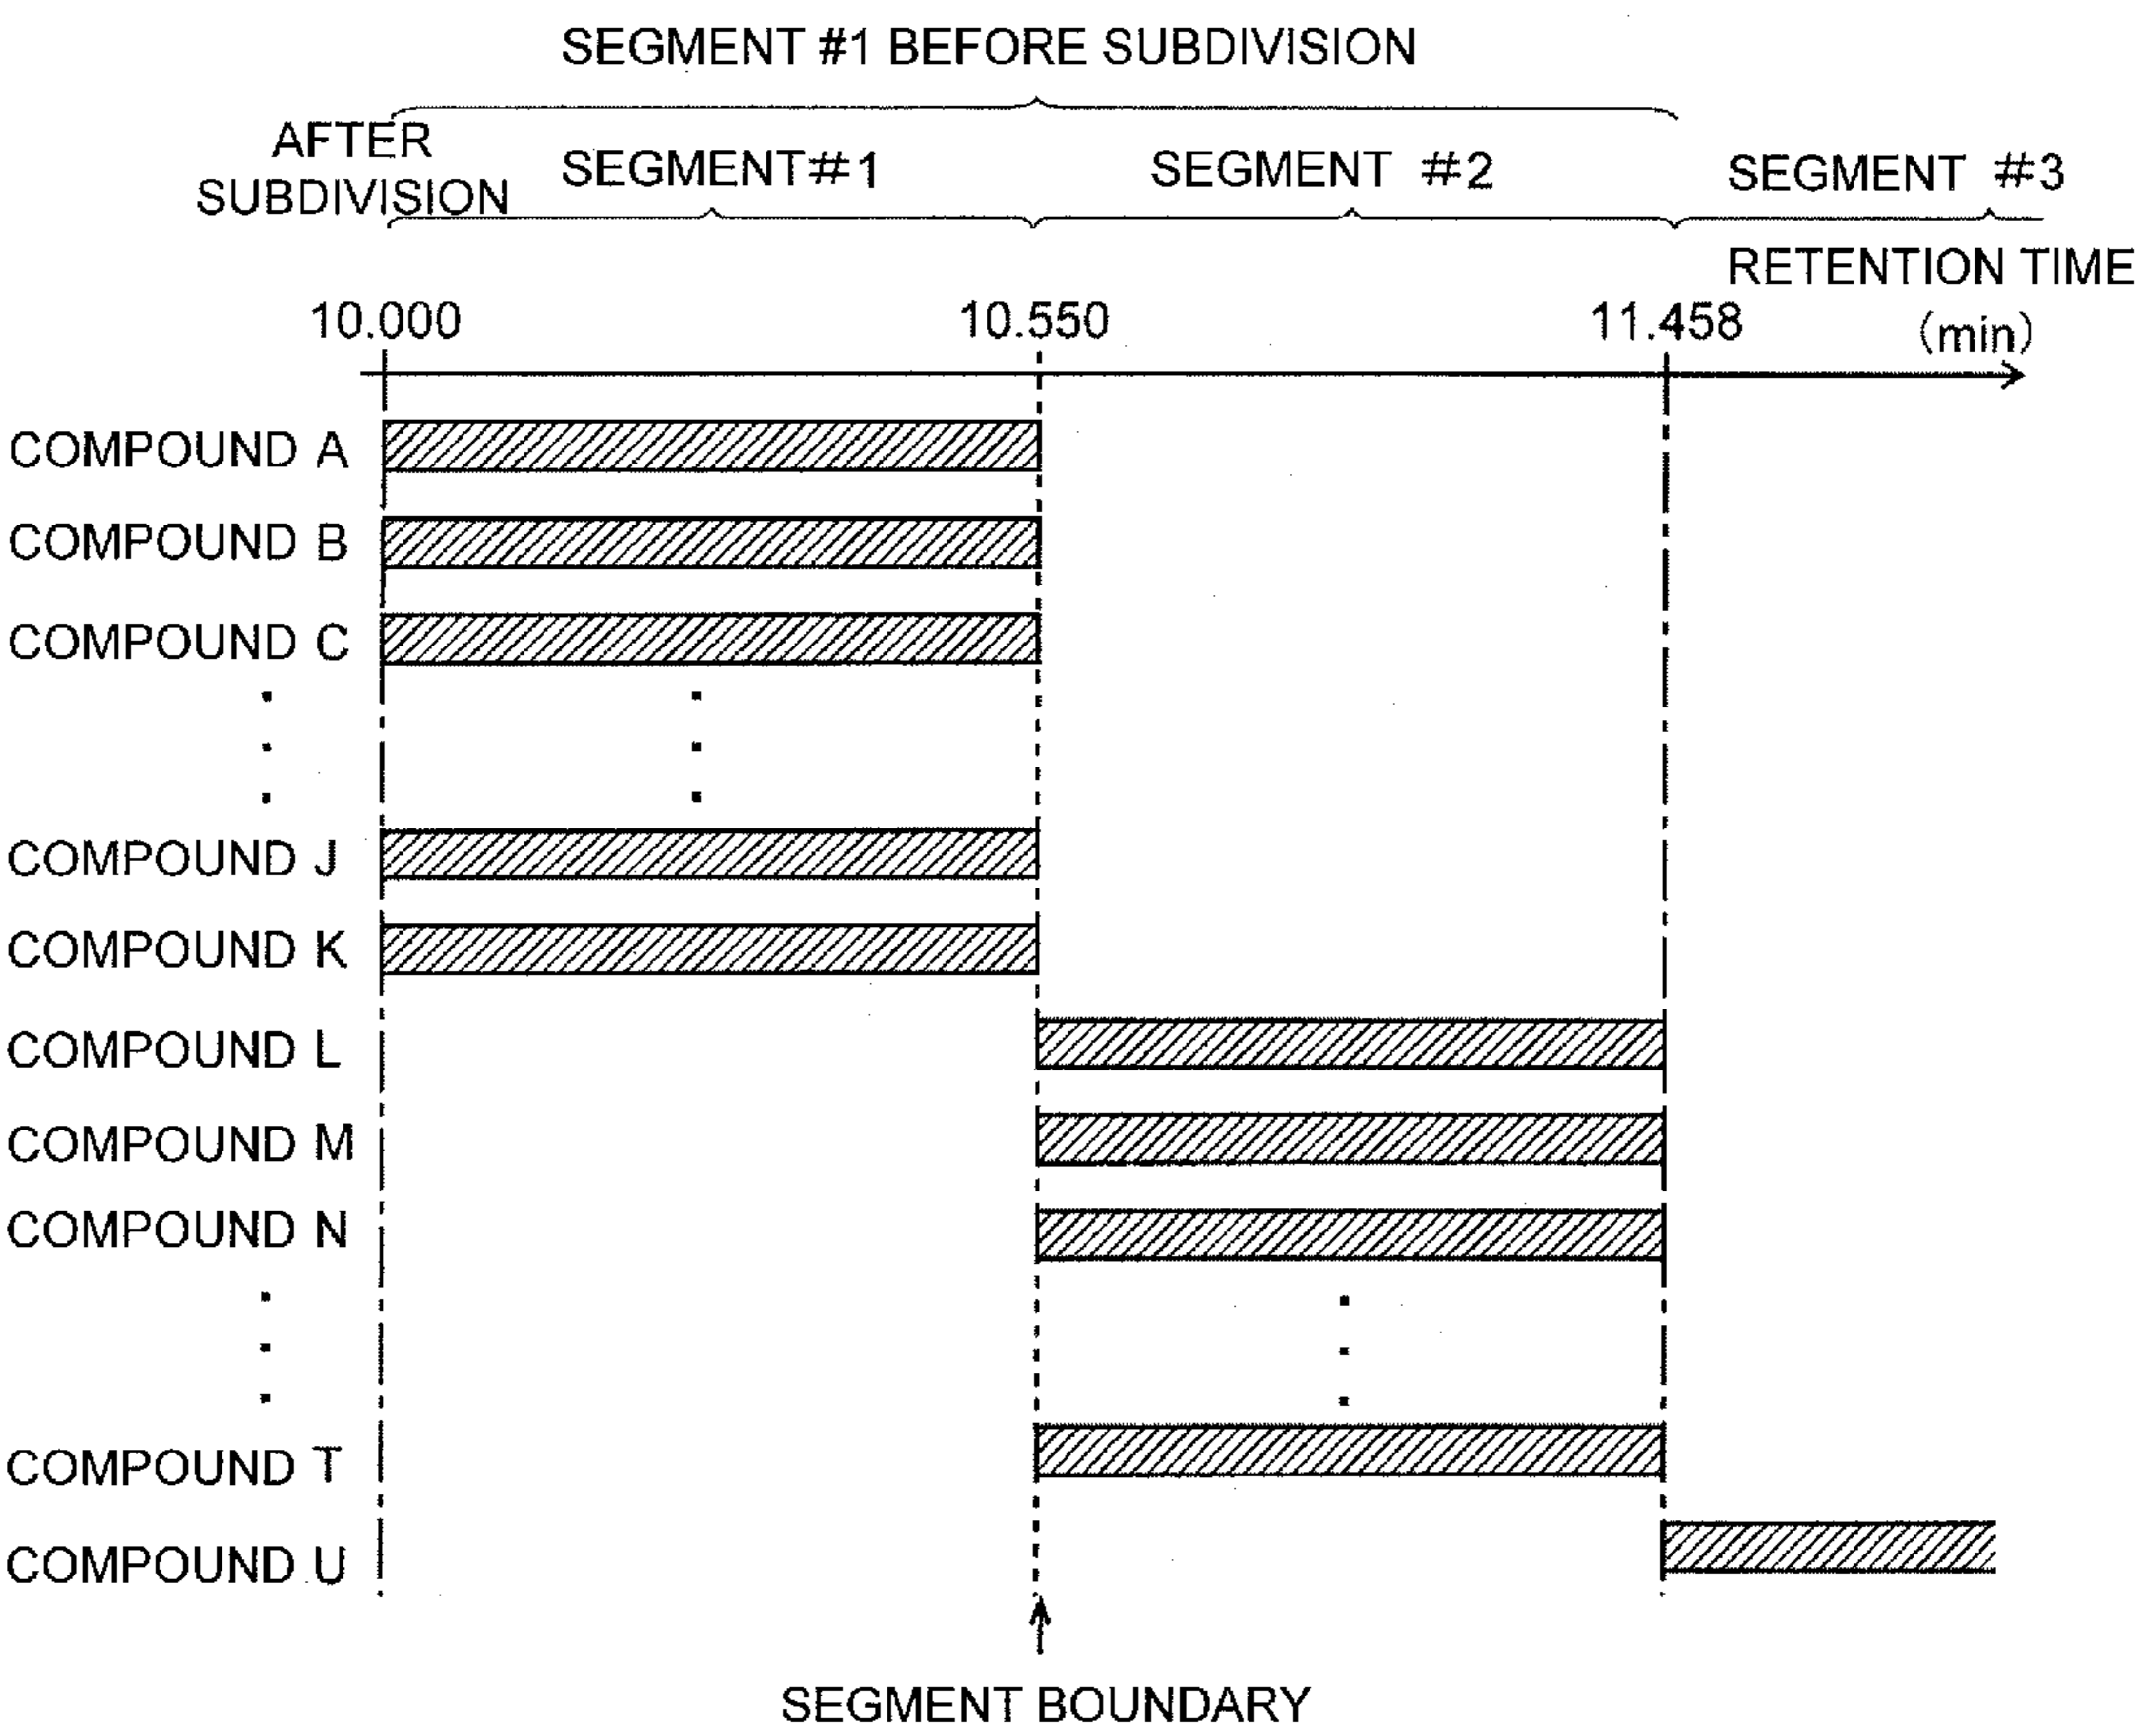 SEGMENT #1 BEFORE SUBDIVISION
AFTER
SUBDIVISION
SEGMENT#1
SEGMENT #2
SEGMENT #3
RETENTION TIME
(min)
10.000
10.550
11.458
COMPOUND A
COMPOUND B
COMPOUND C
COMPOUND J
COMPOUND K
COMPOUND L
COMPOUND M
COMPOUND N
COMPOUND T
COMPOUND U
SEGMENT BOUNDARY